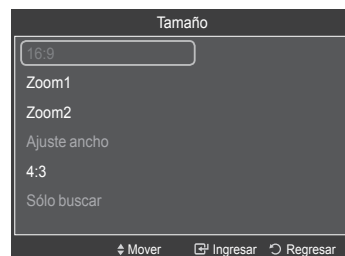 Tamaño
16:9
Zoom1
Zoom2
Ajuste ancho
4:3
Sólo buscar
Mover Ingresar Regresar